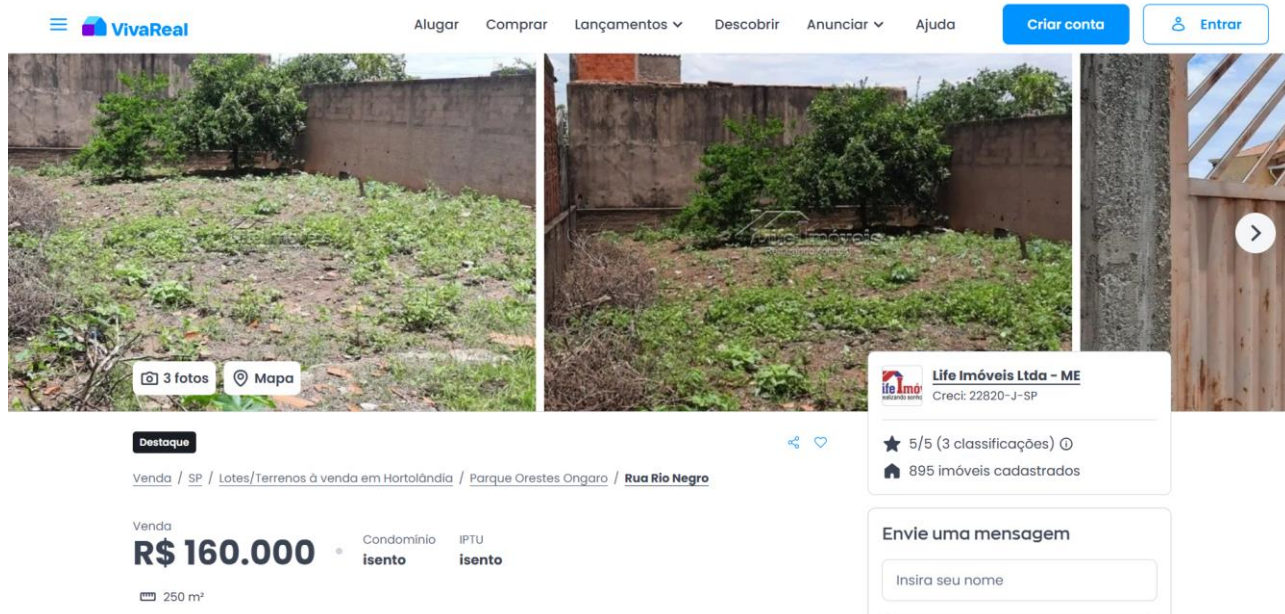 VivaReal
Alugar Comprar Lançamentos Descobrir Anunciar Ajuda Criar conta Entrar
Life Imóveis
3 fotos Mapa
Life Imóveis Ltda - ME
Creci: 22820-J-SP
5/5 (3 classificações)
895 imóveis cadastrados
Destaque
Venda / SP / Lotes/Terrenos à venda em Hortolândia / Parque Orestes Ongaro / Rua Rio Negro
Venda
R$ 160.000
Condomínio
isento
IPTU
isento
250 m²
Envie uma mensagem
Insira seu nome